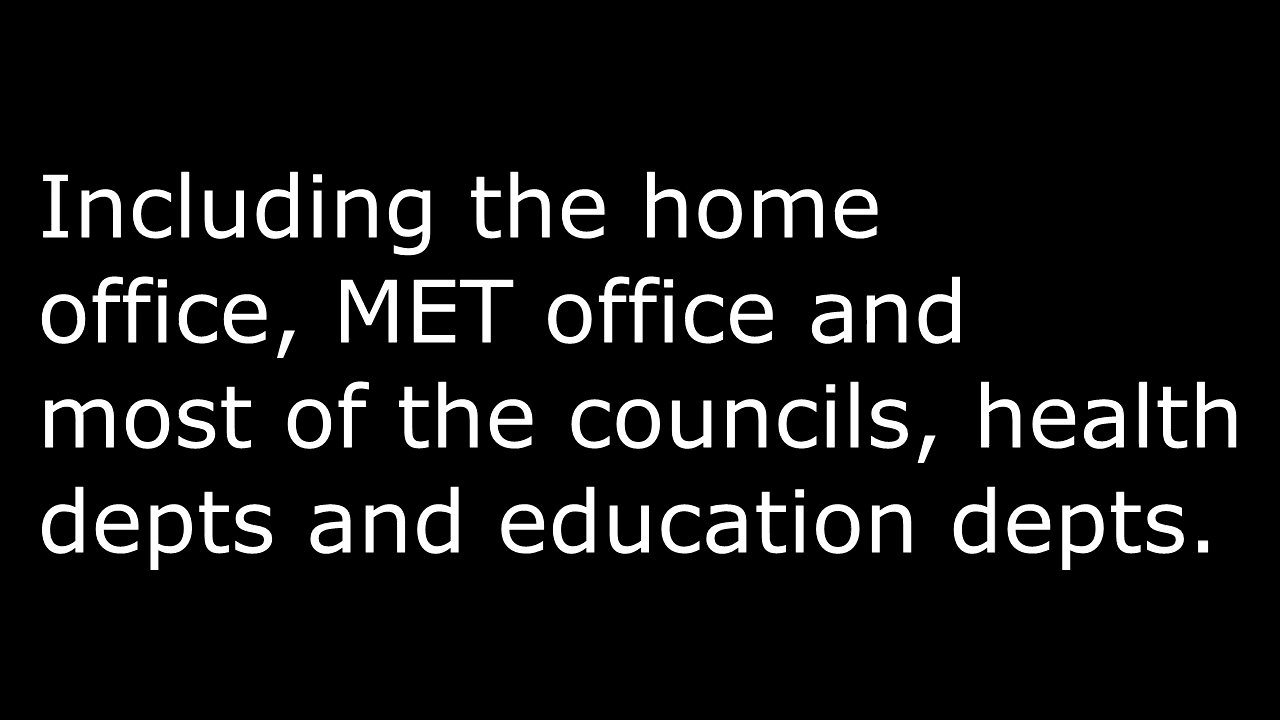 Including the home
office, MET office and
most of the councils, health
depts and education depts.